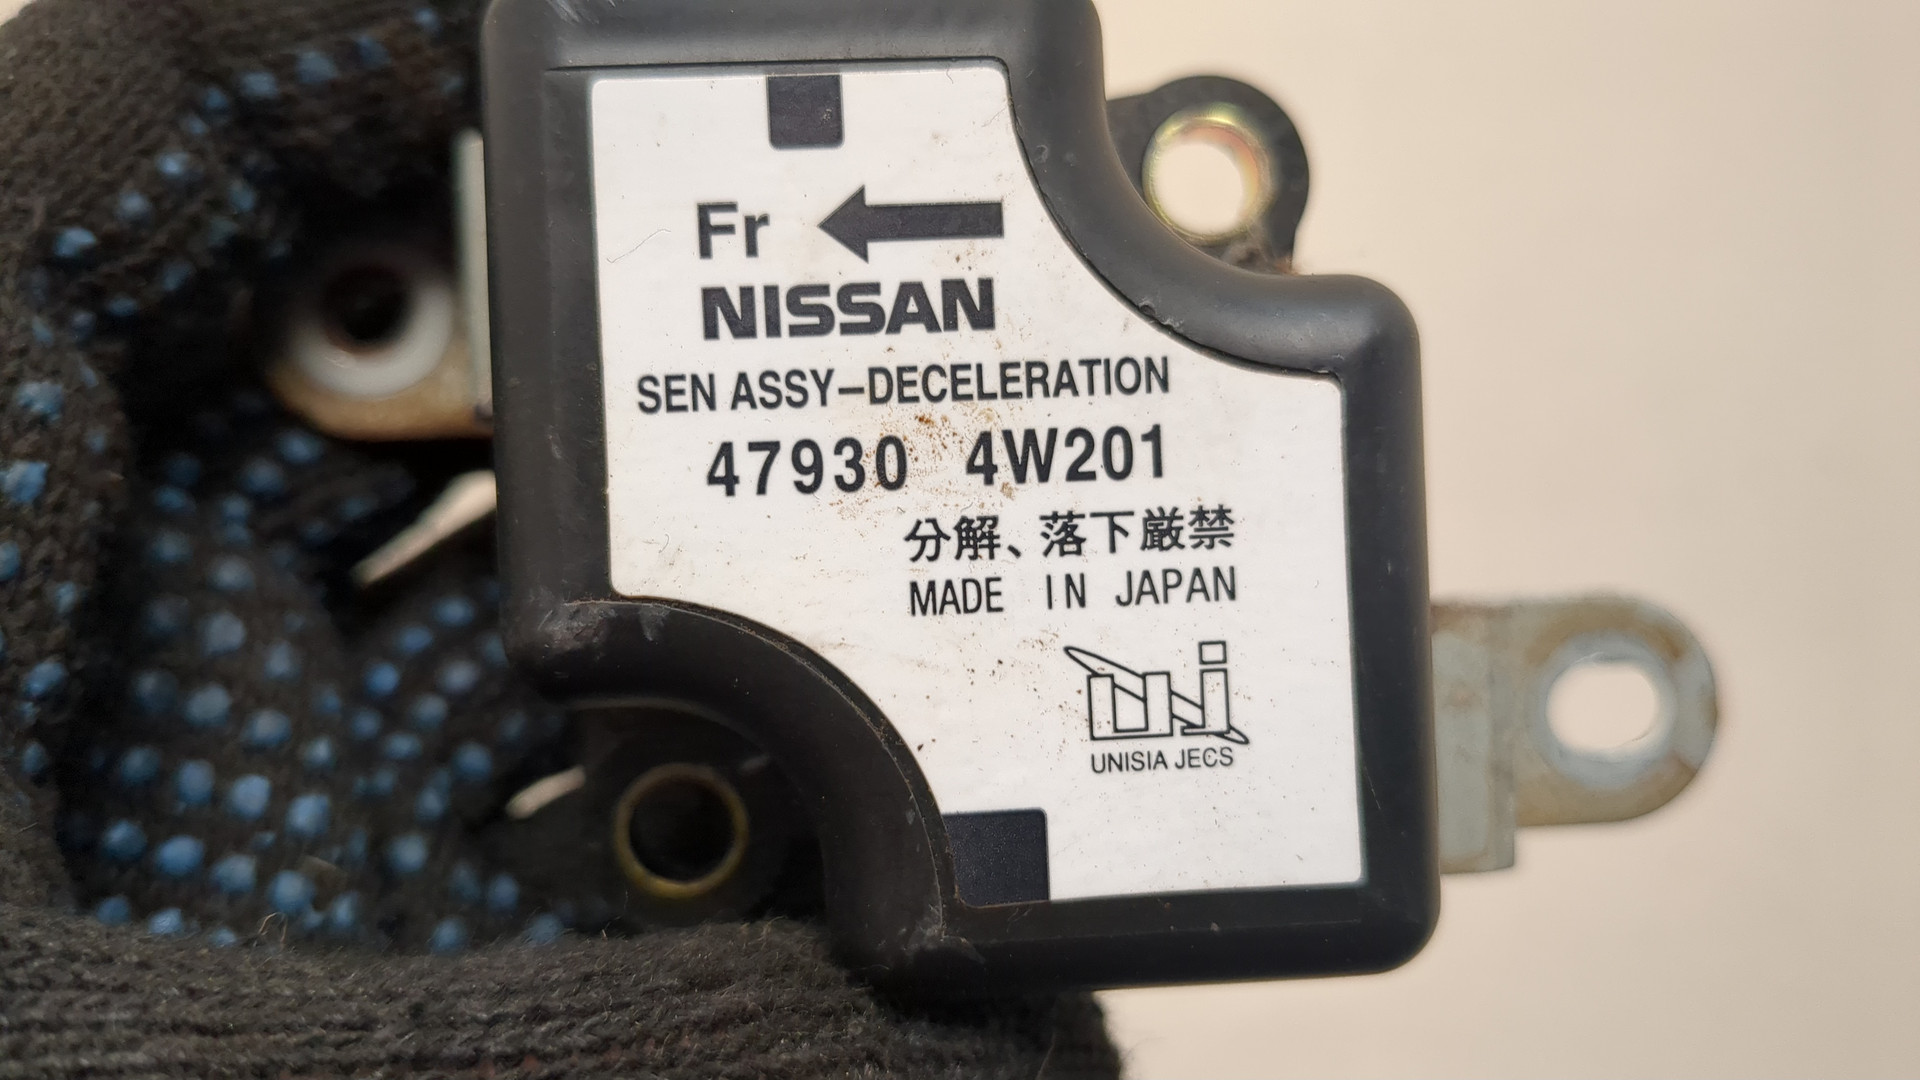 Fr
NISSAN
SEN ASSY-DECELERATION
47930 4W201
分解、落下厳禁
MADE IN JAPAN
UNISIA JECS